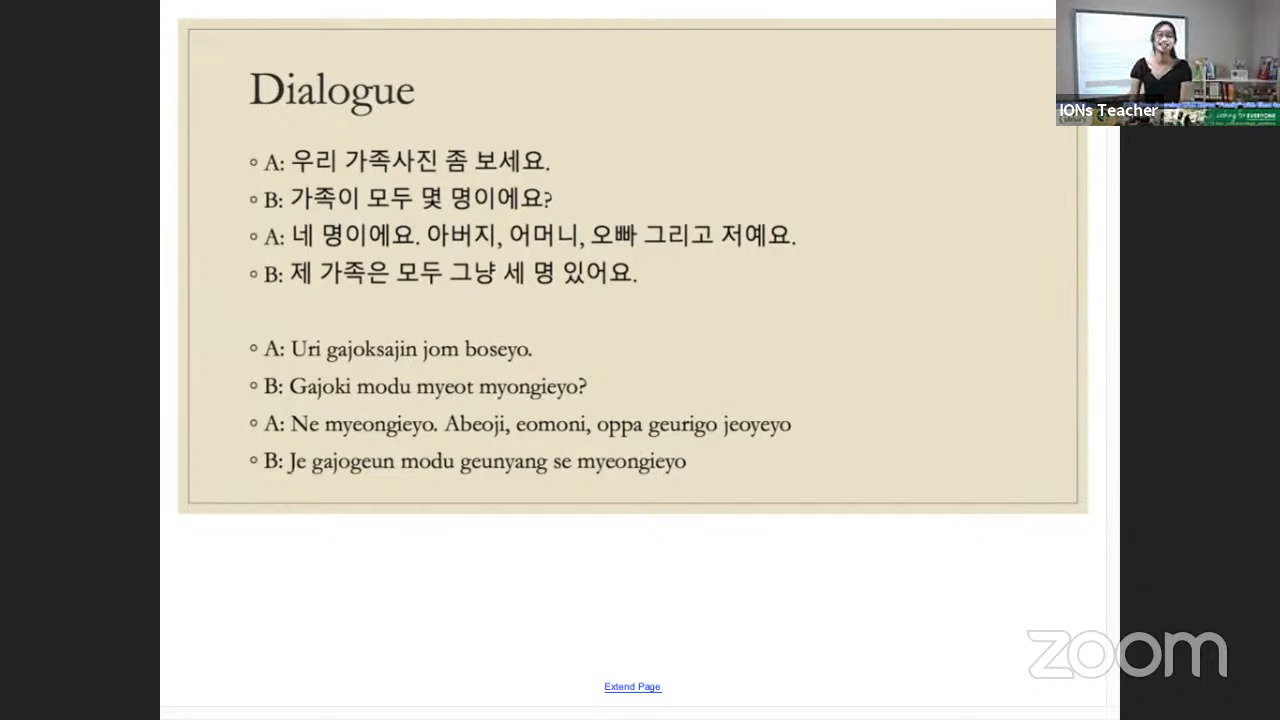 Dialogue
A: 우리 가족사진 좀 보세요.
B: 가족이 모두 몇 명이에요?
A: 네 명이에요. 아버지, 어머니, 오빠 그리고 저예요.
B: 제 가족은 모두 그냥 세 명 있어요.
A: Uri gajoksajin jom boseyo.
B: Gajoki modu myeot myongieyo?
A: Ne myeongieyo. Abeoji, eomoni, oppa geurigo jeoyeyo
B: Je gajogeun modu geunyang se myeongieyo
IONs Teacher
zoom
Extend Page